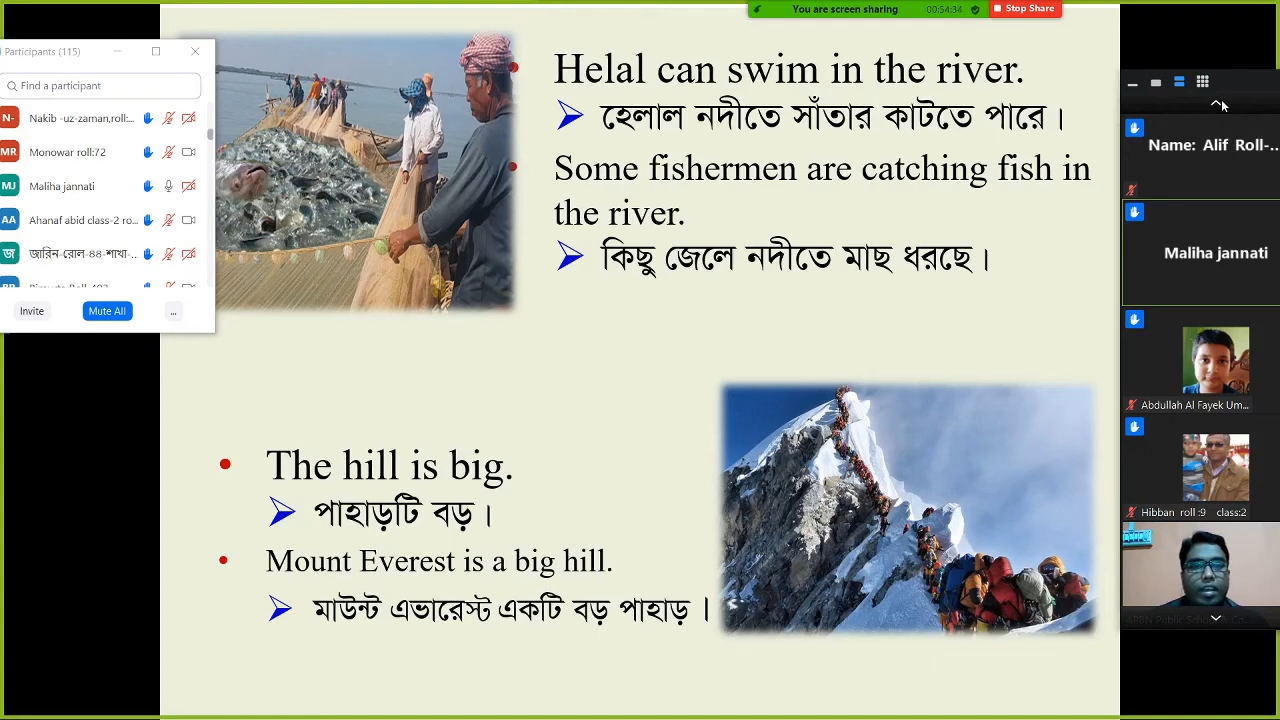 You are screen sharing
00:54:34
Stop Share
Participants (115)
Find a participant
N-
Nakib -uz-zaman,roll:...
MR
Monowar roll:72
MJ
Maliha jannati
AA
Ahanaf abid class-2 ro...
জ
জারিন-রোল-88-শাখা-...
Invite
Mute All
...
Helal can swim in the river.
হেলাল নদীতে সাঁতার কাটতে পারে।
Some fishermen are catching fish in
the river.
কিছু জেলে নদীতে মাছ ধরছে।
The hill is big.
পাহাড়টি বড়।
Mount Everest is a big hill.
মাউন্ট এভারেস্ট একটি বড় পাহাড় ।
Name: Alif Roll-...
Maliha jannati
Abdullah Al Fayek Um...
Hibban roll :9 class:2